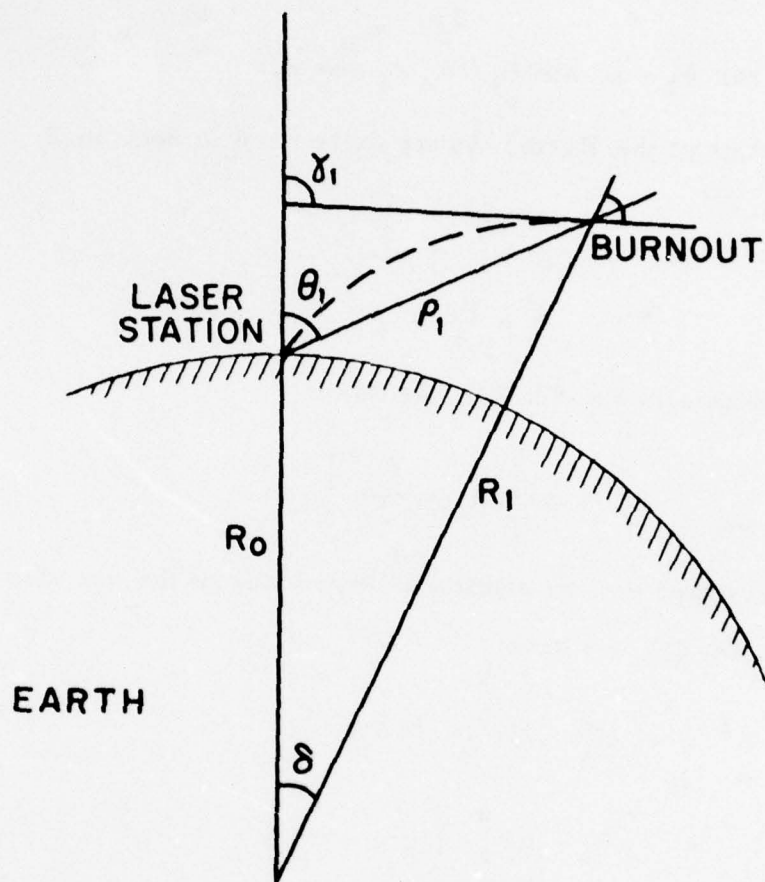 γ₁
BURNOUT
θ₁
LASER
STATION
ρ₁
R₁
R₀
EARTH
δ